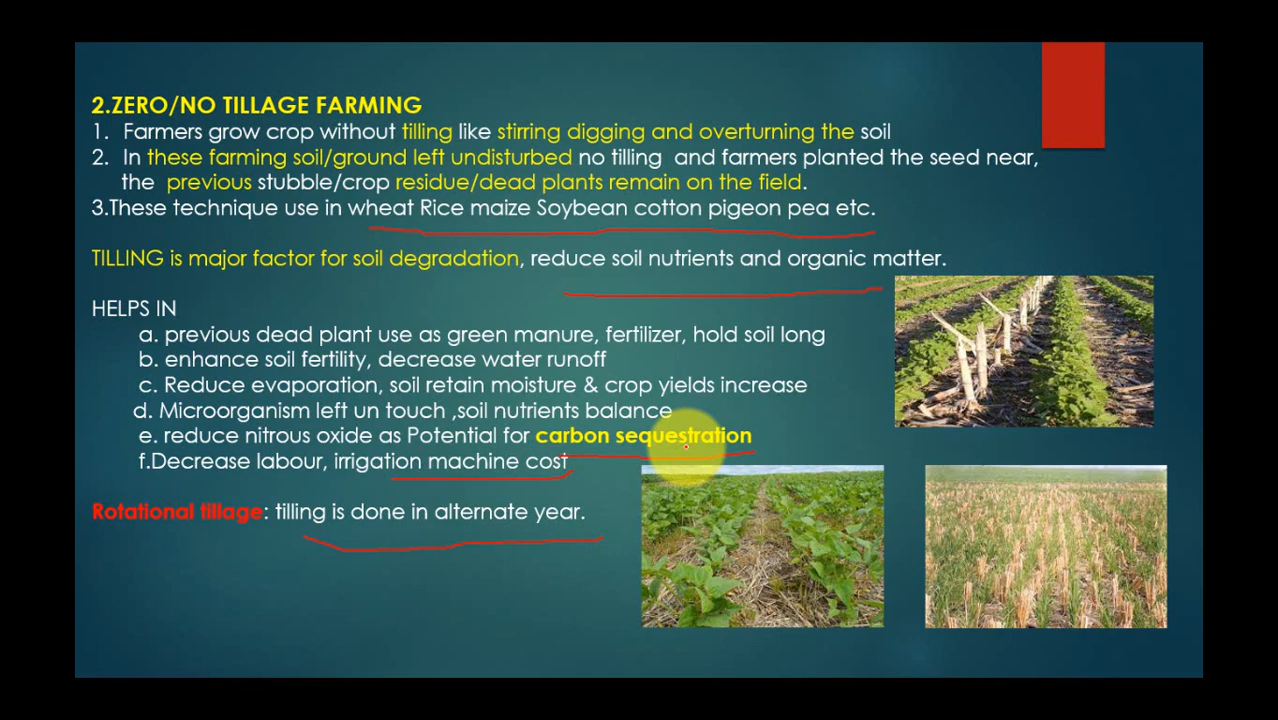 2.ZERO/NO TILLAGE FARMING
1. Farmers grow crop without tilling like stirring digging and overturning the soil
2. In these farming soil/ground left undisturbed no tilling and farmers planted the seed near,
the previous stubble/crop residue/dead plants remain on the field.
3.These technique use in wheat Rice maize Soybean cotton pigeon pea etc.
TILLING is major factor for soil degradation, reduce soil nutrients and organic matter.
HELPS IN
a. previous dead plant use as green manure, fertilizer, hold soil long
b. enhance soil fertility, decrease water runoff
c. Reduce evaporation, soil retain moisture & crop yields increase
d. Microorganism left un touch ,soil nutrients balance
e. reduce nitrous oxide as Potential for carbon sequestration
f.Decrease labour, irrigation machine cost
Rotational tillage: tilling is done in alternate year.